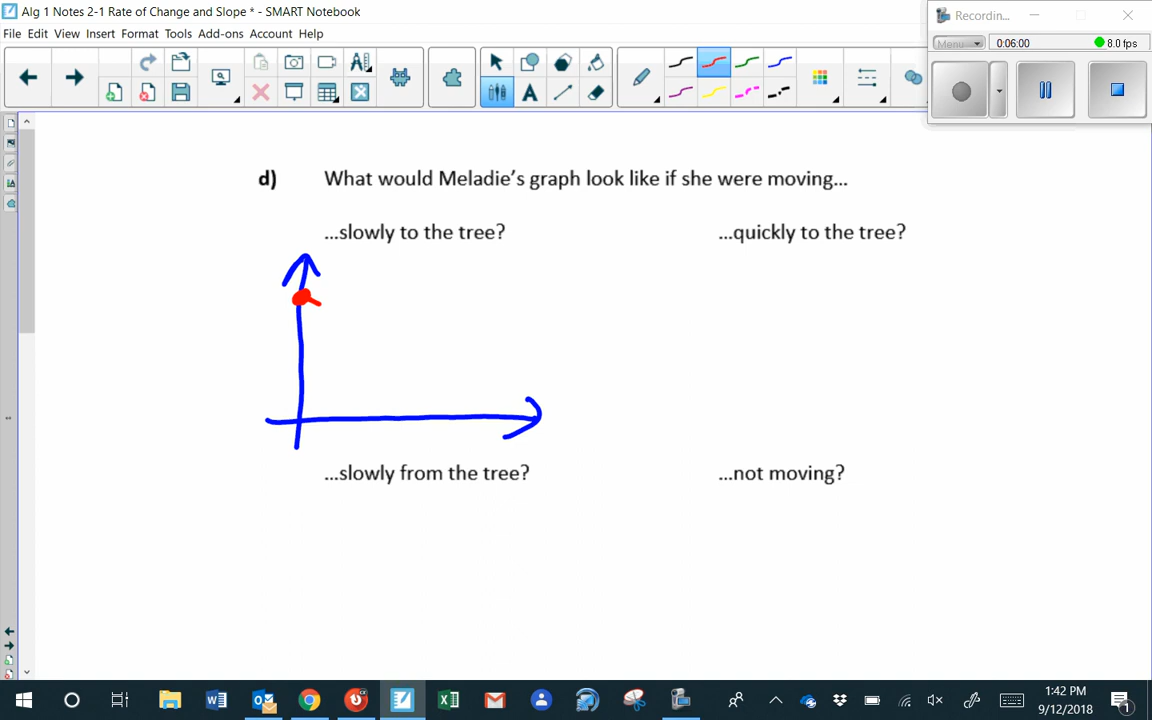 Alg 1 Notes 2-1 Rate of Change and Slope * - SMART Notebook
Recordin...
File Edit View Insert Format Tools Add-ons Account Help
Menu
0:06:00
8.0 fps
d) What would Meladie's graph look like if she were moving...
...slowly to the tree?
...quickly to the tree?
...slowly from the tree?
...not moving?
1:42 PM
9/12/2018
1